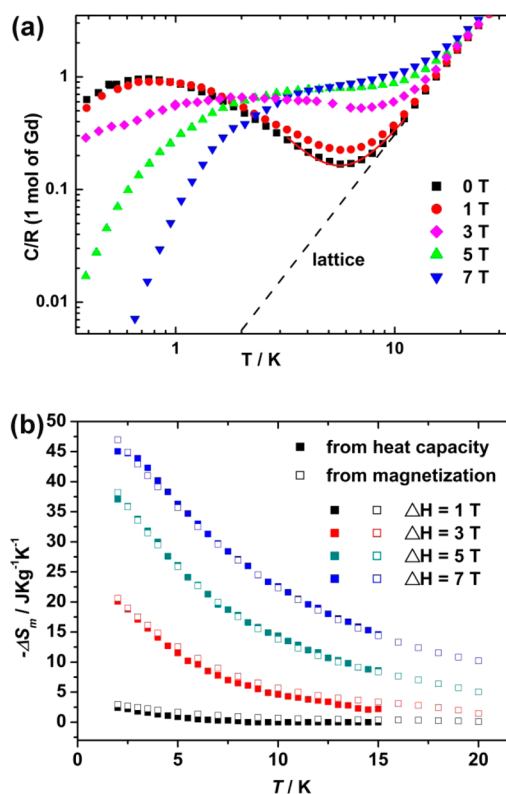 (a)
C/R (1 mol of Gd)
1
0.1
0.01
0 T
1 T
3 T
5 T
7 T
lattice
1
10
T / K
(b)
-ΔSm / JKg-1K-1
50
45
40
35
30
25
20
15
10
5
0
from heat capacity
from magnetization
△H = 1 T
△H = 3 T
△H = 5 T
△H = 7 T
0
5
10
15
20
T / K